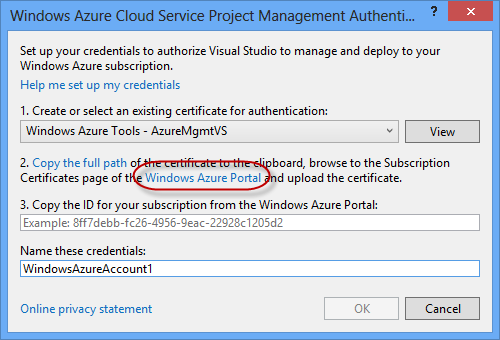 Windows Azure Cloud Service Project Management Authenti...
Set up your credentials to authorize Visual Studio to manage and deploy to your
Windows Azure subscription.
Help me set up my credentials
1. Create or select an existing certificate for authentication:
Windows Azure Tools - AzureMgmtVS
View
2. Copy the full path of the certificate to the clipboard, browse to the Subscription
Certificates page of the Windows Azure Portal and upload the certificate.
3. Copy the ID for your subscription from the Windows Azure Portal:
Example: 8ff7debb-fc26-4956-9eac-22928c1205d2
Name these credentials:
WindowsAzureAccount1
Online privacy statement
OK
Cancel